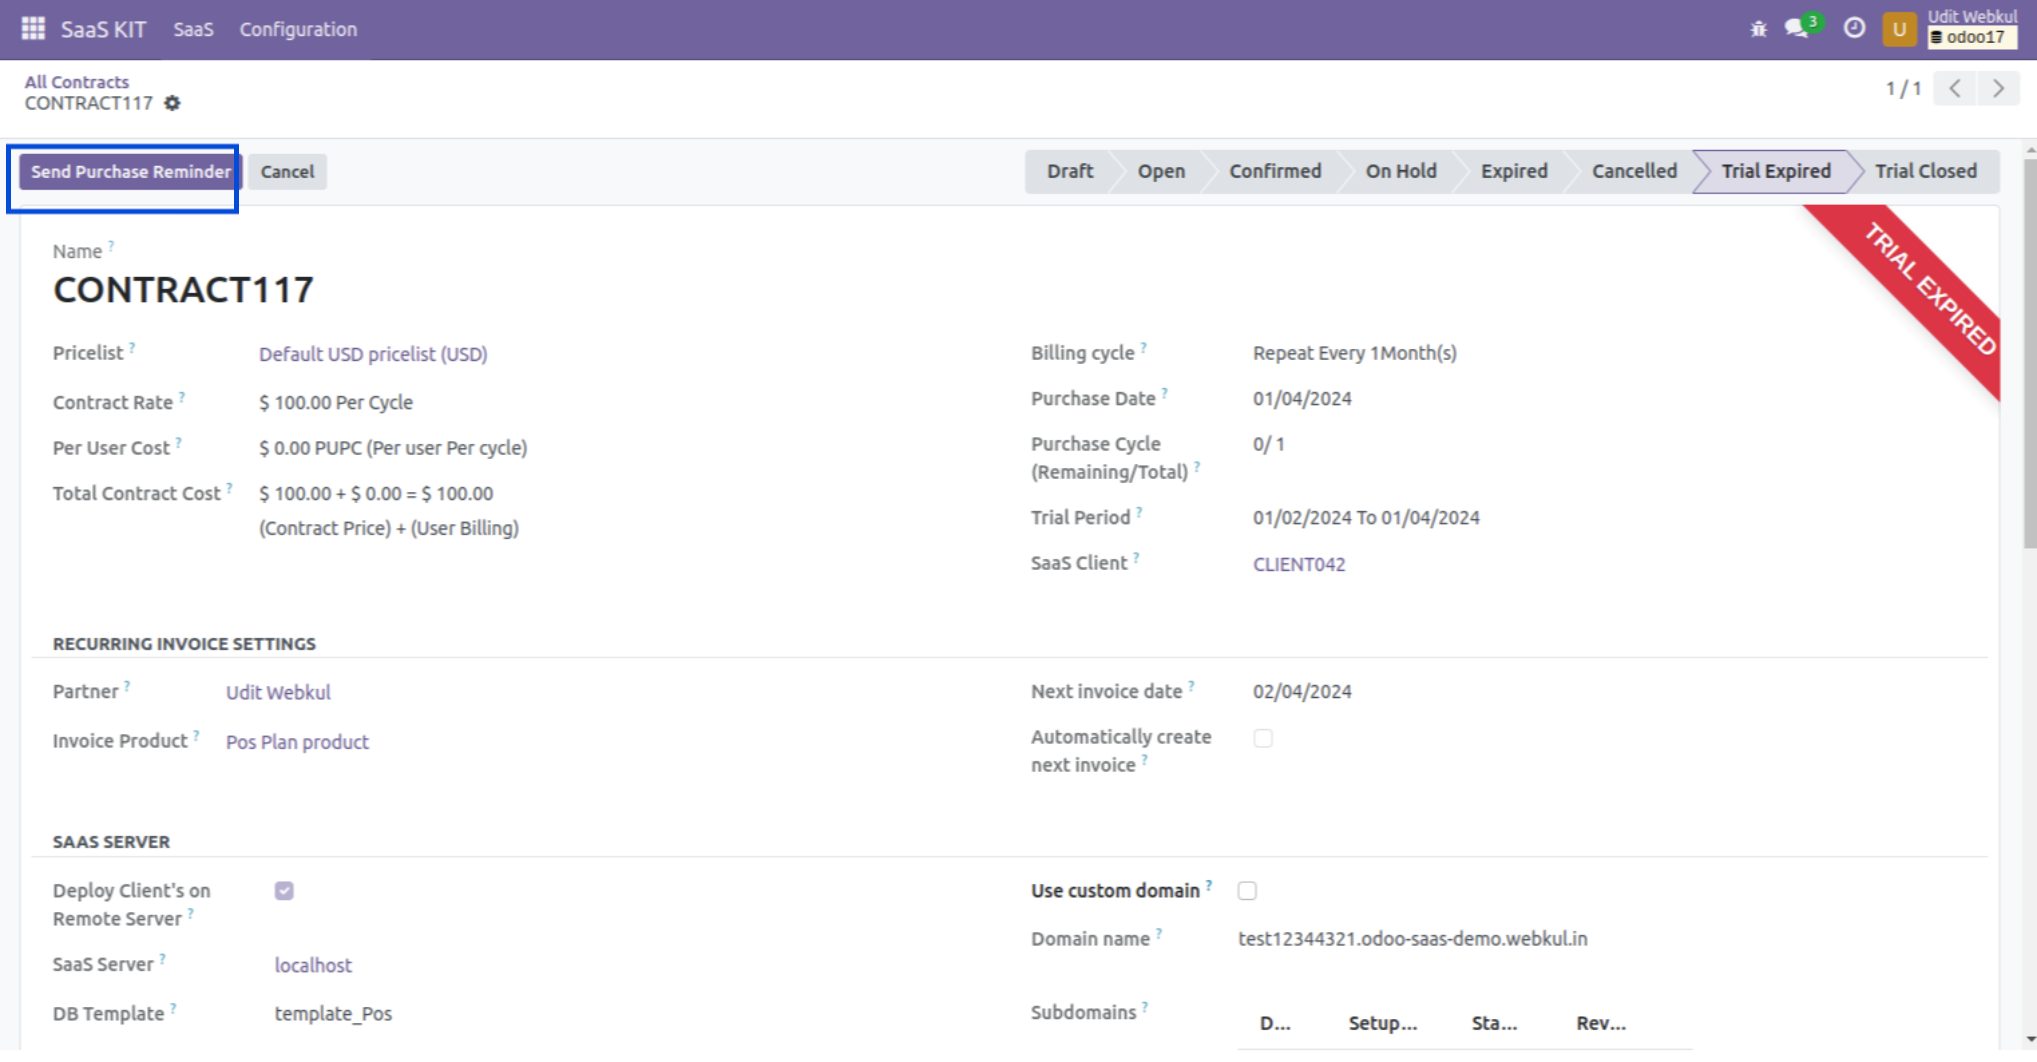 SaaS KIT SaaS Configuration 3 U Udit Webkul
odoo17
All Contracts
CONTRACT117
1 / 1
Send Purchase Reminder Cancel Draft Open Confirmed On Hold Expired Cancelled Trial Expired Trial Closed
TRIAL EXPIRED
Name ?
CONTRACT117
Pricelist ? Default USD pricelist (USD)
Contract Rate ? $ 100.00 Per Cycle
Per User Cost ? $ 0.00 PUPC (Per user Per cycle)
Total Contract Cost ? $ 100.00 + $ 0.00 = $ 100.00
(Contract Price) + (User Billing)
Billing cycle ? Repeat Every 1Month(s)
Purchase Date ? 01/04/2024
Purchase Cycle 0/ 1
(Remaining/Total) ?
Trial Period ? 01/02/2024 To 01/04/2024
SaaS Client ? CLIENT042
RECURRING INVOICE SETTINGS
Partner ? Udit Webkul
Invoice Product ? Pos Plan product
Next invoice date ? 02/04/2024
Automatically create
next invoice ?
SAAS SERVER
Deploy Client's on
Remote Server ?
SaaS Server ? localhost
DB Template ? template_Pos
Use custom domain ?
Domain name ? test12344321.odoo-saas-demo.webkul.in
Subdomains ?
D... Setup... Sta... Rev...